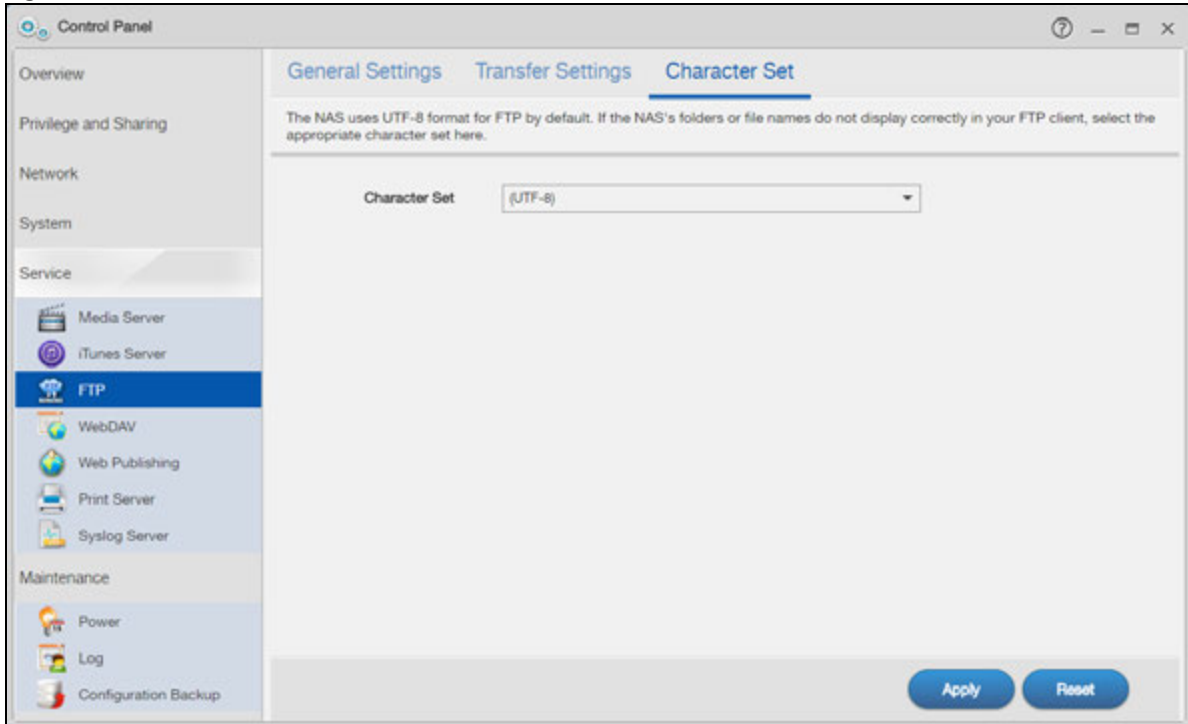 Control Panel
Overview
Privilege and Sharing
Network
System
Service
Media Server
iTunes Server
FTP
WebDAV
Web Publishing
Print Server
Syslog Server
Maintenance
Power
Log
Configuration Backup
General Settings Transfer Settings Character Set
The NAS uses UTF-8 format for FTP by default. If the NAS's folders or file names do not display correctly in your FTP client, select the
appropriate character set here.
Character Set (UTF-8)
Apply Reset